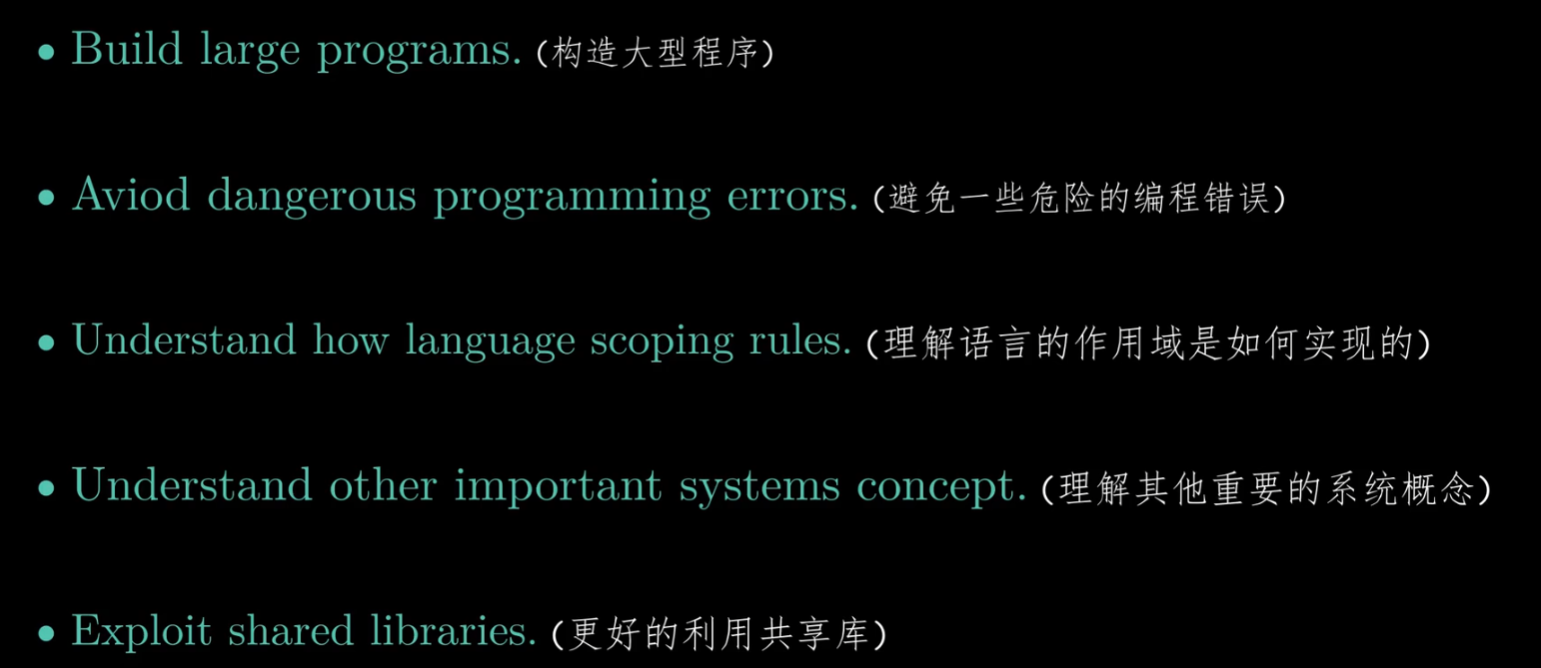 • Build large programs. (构造大型程序)
• Aviod dangerous programming errors. (避免一些危险的编程错误)
• Understand how language scoping rules. (理解语言的作用域是如何实现的)
• Understand other important systems concept. (理解其他重要的系统概念)
• Exploit shared libraries. (更好的利用共享库)